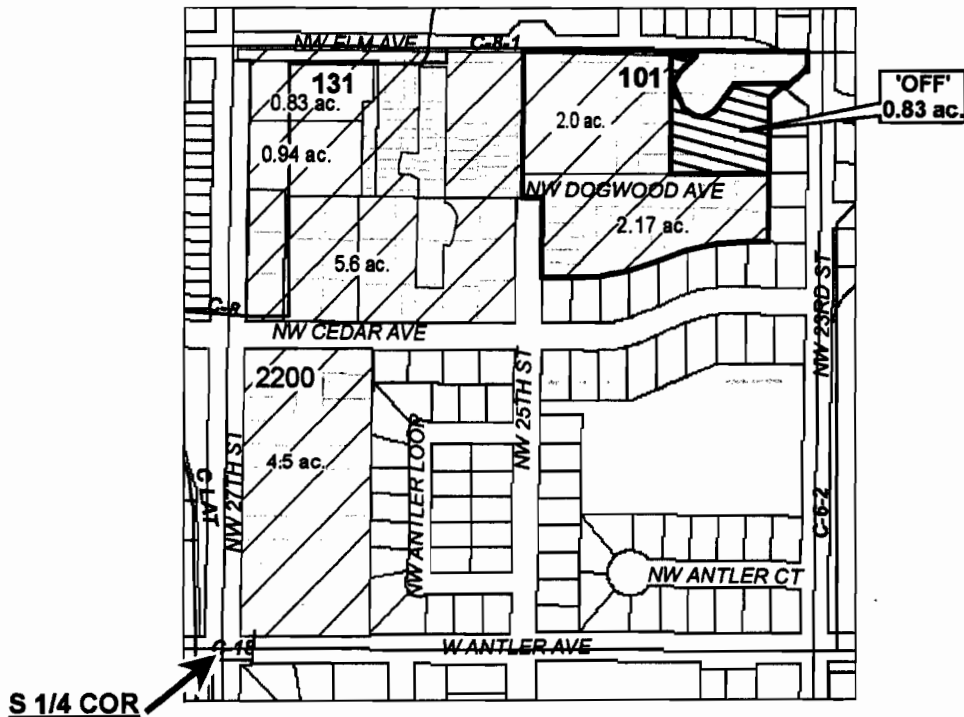 NW ELM AVE
C-8-1
131
1011
'OFF'
0.83 ac.
0.83 ac.
2.0 ac.
0.94 ac.
NW DOGWOOD AVE
2.17 ac.
5.6 ac.
C-8
NW CEDAR AVE
NW 23RD ST
2200
NW 25TH ST
4.5 ac.
NW ANTLER LOOP
C LAT
NW 27TH ST
C-6-2
NW ANTLER CT
C-18
W ANTLER AVE
S 1/4 COR